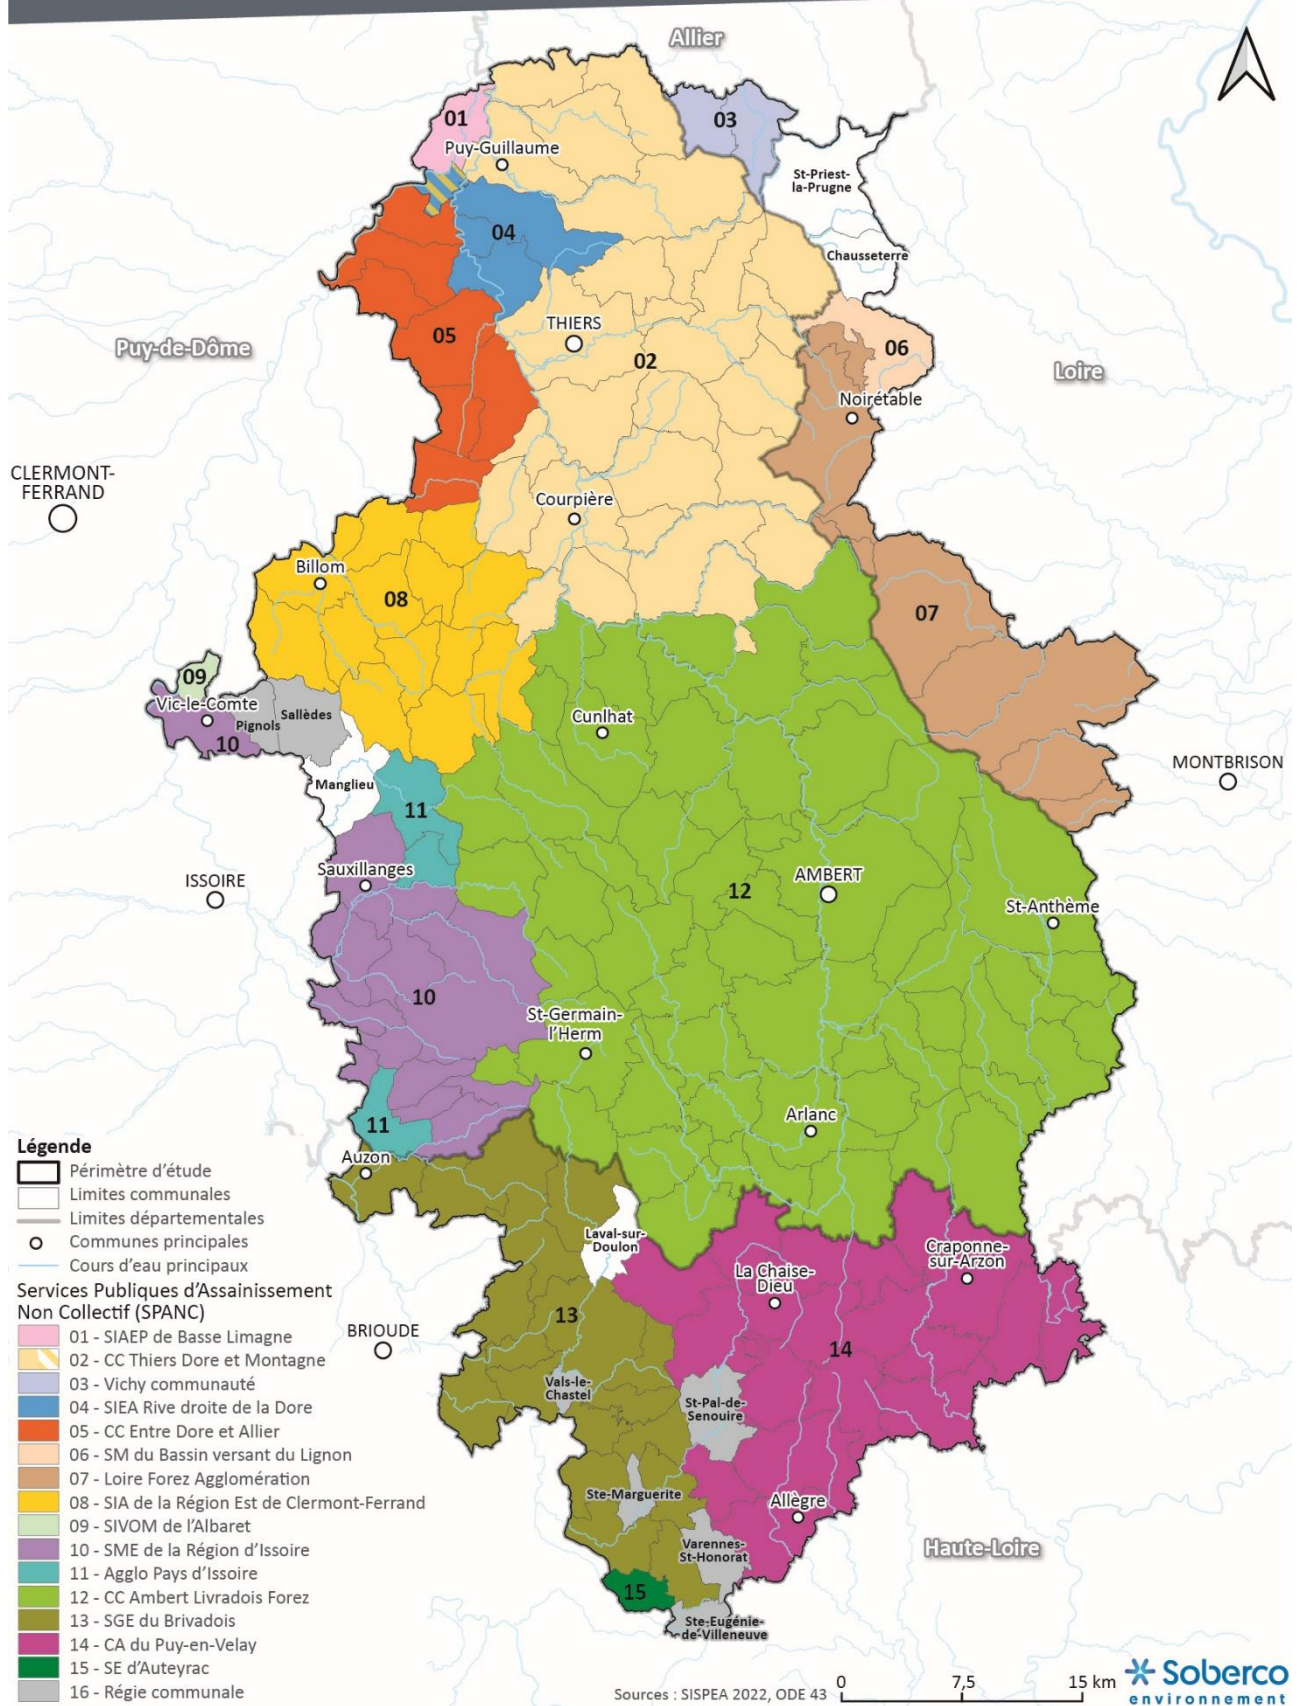 Allier
01
03
Puy-Guillaume
St-Priest-
la-Prugne
04
Chausseterre
THIERS
05
02
06
Puy-de-Dôme
Loire
Noirétable
CLERMONT-
FERRAND
Courpière
Billom
08
07
09
Vic-le-Comte
Pignols
Sallèdes
10
Cunlhat
MONTBRISON
Manglieu
11
Sauxillanges
ISSOIRE
12
AMBERT
St-Anthème
10
St-Germain-
l'Herm
11
Arlanc
Auzon
Légende
Périmètre d'étude
Limites communales
Limites départementales
Communes principales
Cours d'eau principaux
Services Publiques d'Assainissement
Non Collectif (SPANC)
01 - SIAEP de Basse Limagne
02 - CC Thiers Dore et Montagne
03 - Vichy communauté
04 - SIEA Rive droite de la Dore
05 - CC Entre Dore et Allier
06 - SM du Bassin versant du Lignon
07 - Loire Forez Agglomération
08 - SIA de la Région Est de Clermont-Ferrand
09 - SIVOM de l'Albaret
10 - SME de la Région d'Issoire
11 - Agglo Pays d'Issoire
12 - CC Ambert Livradois Forez
13 - SGE du Brivadois
14 - CA du Puy-en-Velay
15 - SE d'Auteyrac
16 - Régie communale
Laval-sur-
Doulon
La Chaise-
Dieu
Craponne-
sur-Arzon
BRIOUDE
13
14
Vals-le-
Chastel
St-Pal-de-
Senouire
Ste-Marguerite
Allègre
Varennes-
St-Honorat
Haute-Loire
15
Ste-Eugénie-
de-Villeneuve
Sources : SISPEA 2022, ODE 43
0 7,5 15 km
Soberco
environnement